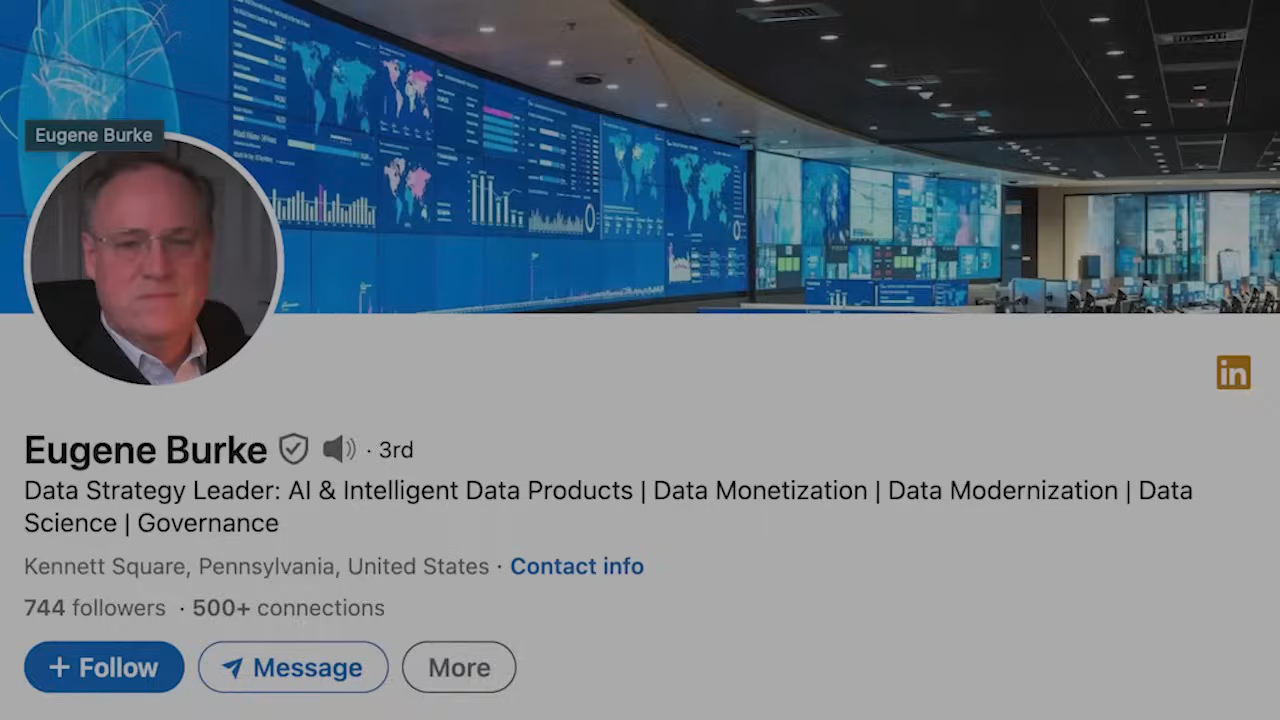 Eugene Burke
in
Eugene Burke · 3rd
Data Strategy Leader: AI & Intelligent Data Products | Data Monetization | Data Modernization | Data
Science | Governance
Kennett Square, Pennsylvania, United States · Contact info
744 followers · 500+ connections
+ Follow
Message
More